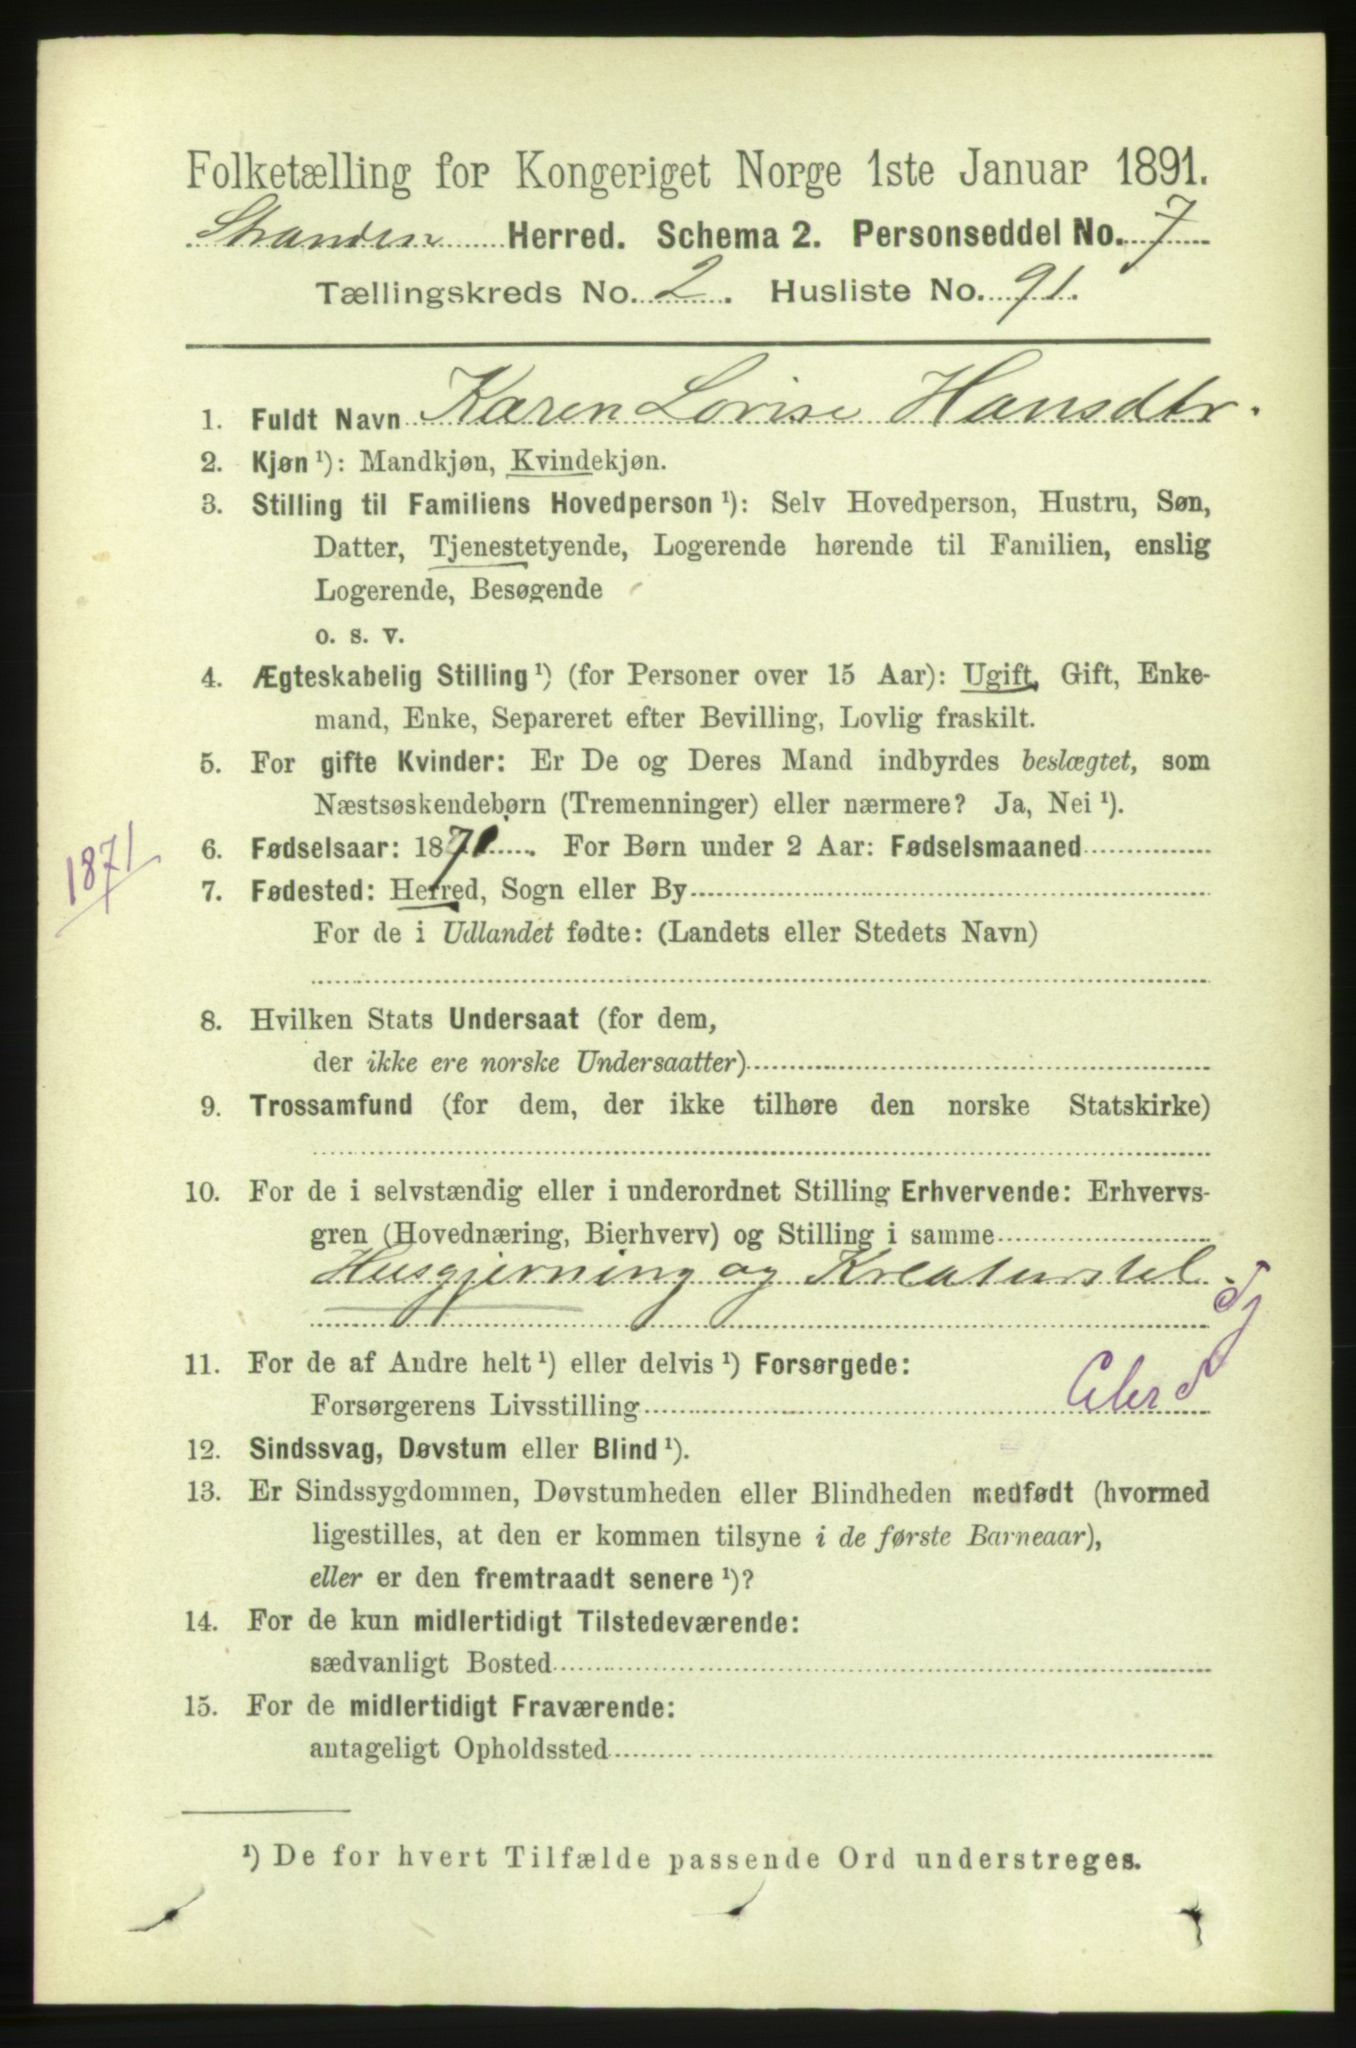 Folketælling for Kongeriget Norge 1ste Januar 1891.
Stranden Herred. Schema 2. Personseddel No. 7
Tællingskreds No. 2. Husliste No. 91.
1. Fuldt Navn Karen Lovise Hansdtr.
2. Kjøn ¹): Mandkjøn, Kvindekjøn.
3. Stilling til Familiens Hovedperson ¹): Selv Hovedperson, Hustru, Søn,
Datter, Tjenestetyende, Logerende hørende til Familien, enslig
Logerende, Besøgende
o. s. v.
4. Ægteskabelig Stilling ¹) (for Personer over 15 Aar): Ugift, Gift, Enke-
mand, Enke, Separeret efter Bevilling, Lovlig fraskilt.
5. For gifte Kvinder: Er De og Deres Mand indbyrdes beslægtet, som
Næstsøskendebørn (Tremenninger) eller nærmere? Ja, Nei ¹).
1871
6. Fødselsaar: 1871. For Børn under 2 Aar: Fødselsmaaned
7. Fødested: Herred, Sogn eller By
For de i Udlandet fødte: (Landets eller Stedets Navn)
8. Hvilken Stats Undersaat (for dem,
der ikke ere norske Undersaatter)
9. Trossamfund (for dem, der ikke tilhøre den norske Statskirke)
10. For de i selvstændig eller i underordnet Stilling Erhvervende: Erhvervs-
gren (Hovednæring, Bierhverv) og Stilling i samme
Husgjerning og Kreaturstel.
Tj
11. For de af Andre helt ¹) eller delvis ¹) Forsørgede:
Forsørgerens Livsstilling
12. Sindssvag, Døvstum eller Blind ¹).
13. Er Sindssygdommen, Døvstumheden eller Blindheden medfødt (hvormed
ligestilles, at den er kommen tilsyne i de første Barneaar),
eller er den fremtraadt senere ¹)?
14. For de kun midlertidigt Tilstedeværende:
sædvanligt Bosted
15. For de midlertidigt Fraværende:
antageligt Opholdssted
¹) De for hvert Tilfælde passende Ord understreges.